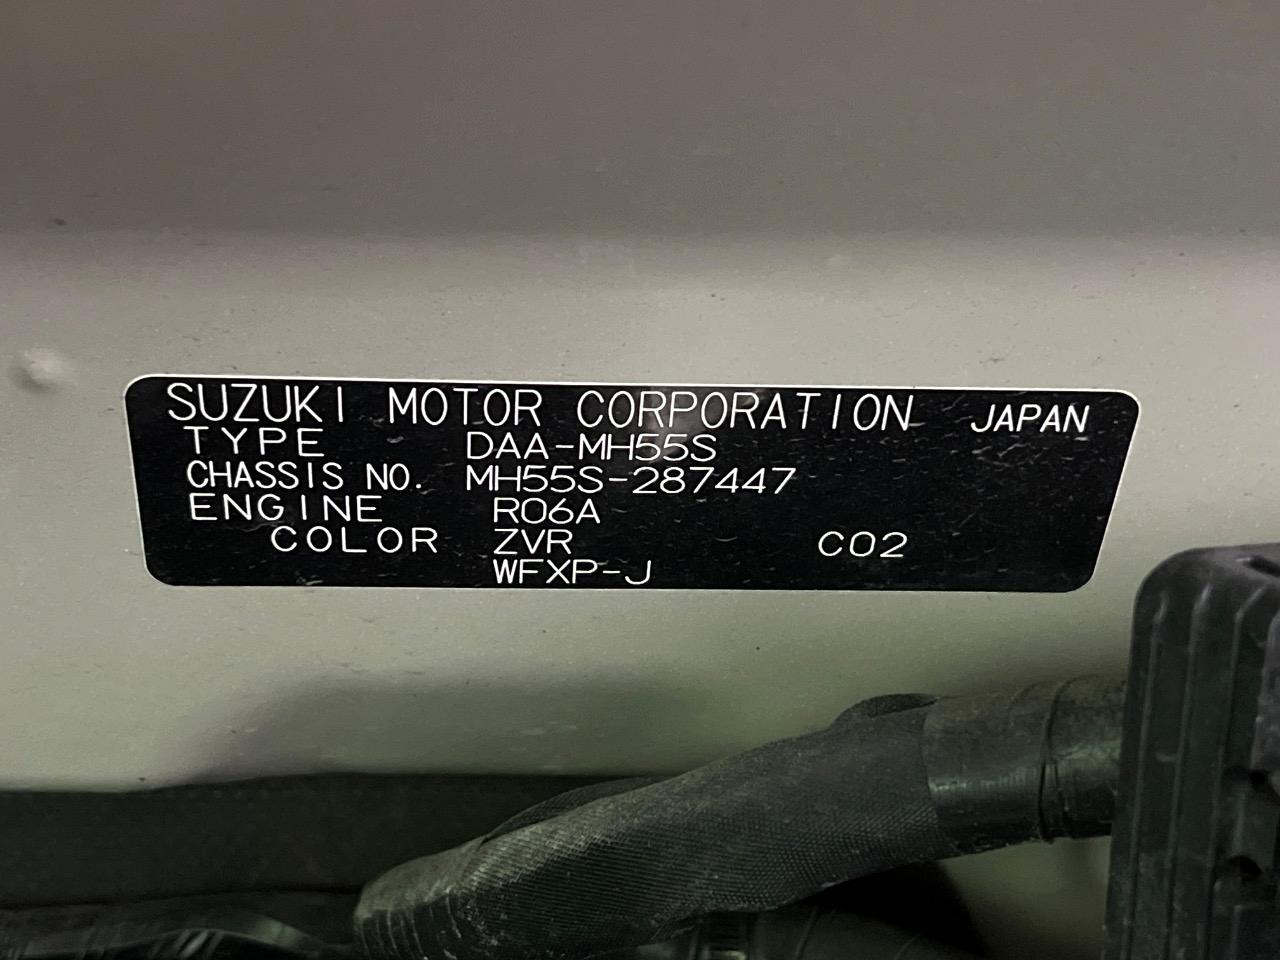 SUZUKI MOTOR CORPORATION JAPAN
TYPE DAA-MH55S
CHASSIS NO. MH55S-287447
ENGINE R06A
COLOR ZVR C02
WFXP-J